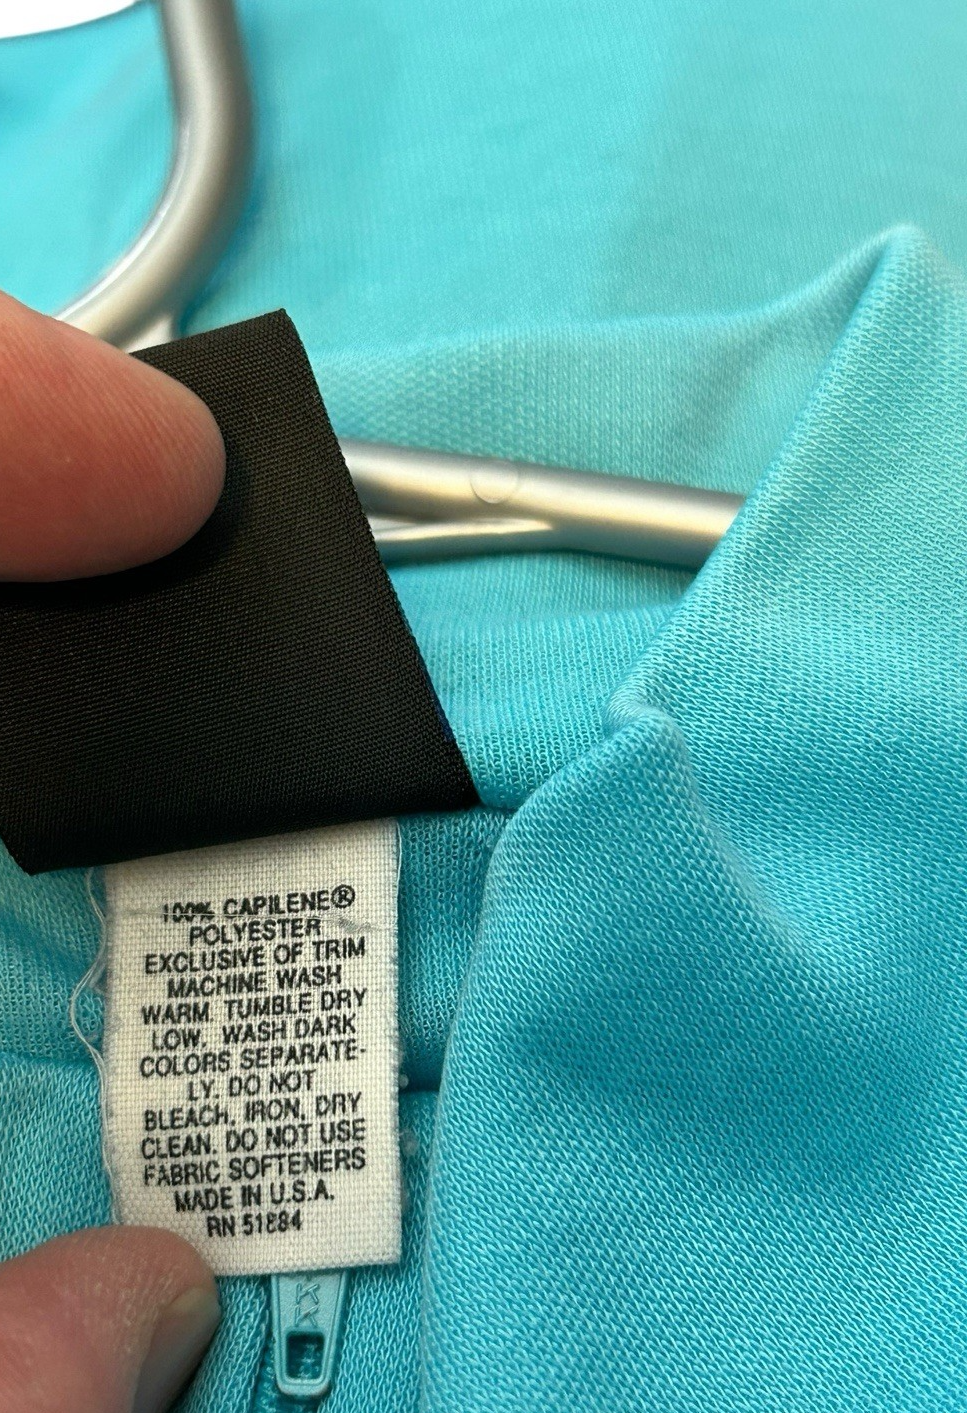 100% CAPILENE®
POLYESTER
EXCLUSIVE OF TRIM
MACHINE WASH
WARM. TUMBLE DRY
LOW. WASH DARK
COLORS SEPARATE-
LY. DO NOT
BLEACH, IRON, DRY
CLEAN. DO NOT USE
FABRIC SOFTENERS
MADE IN U.S.A.
RN 51884